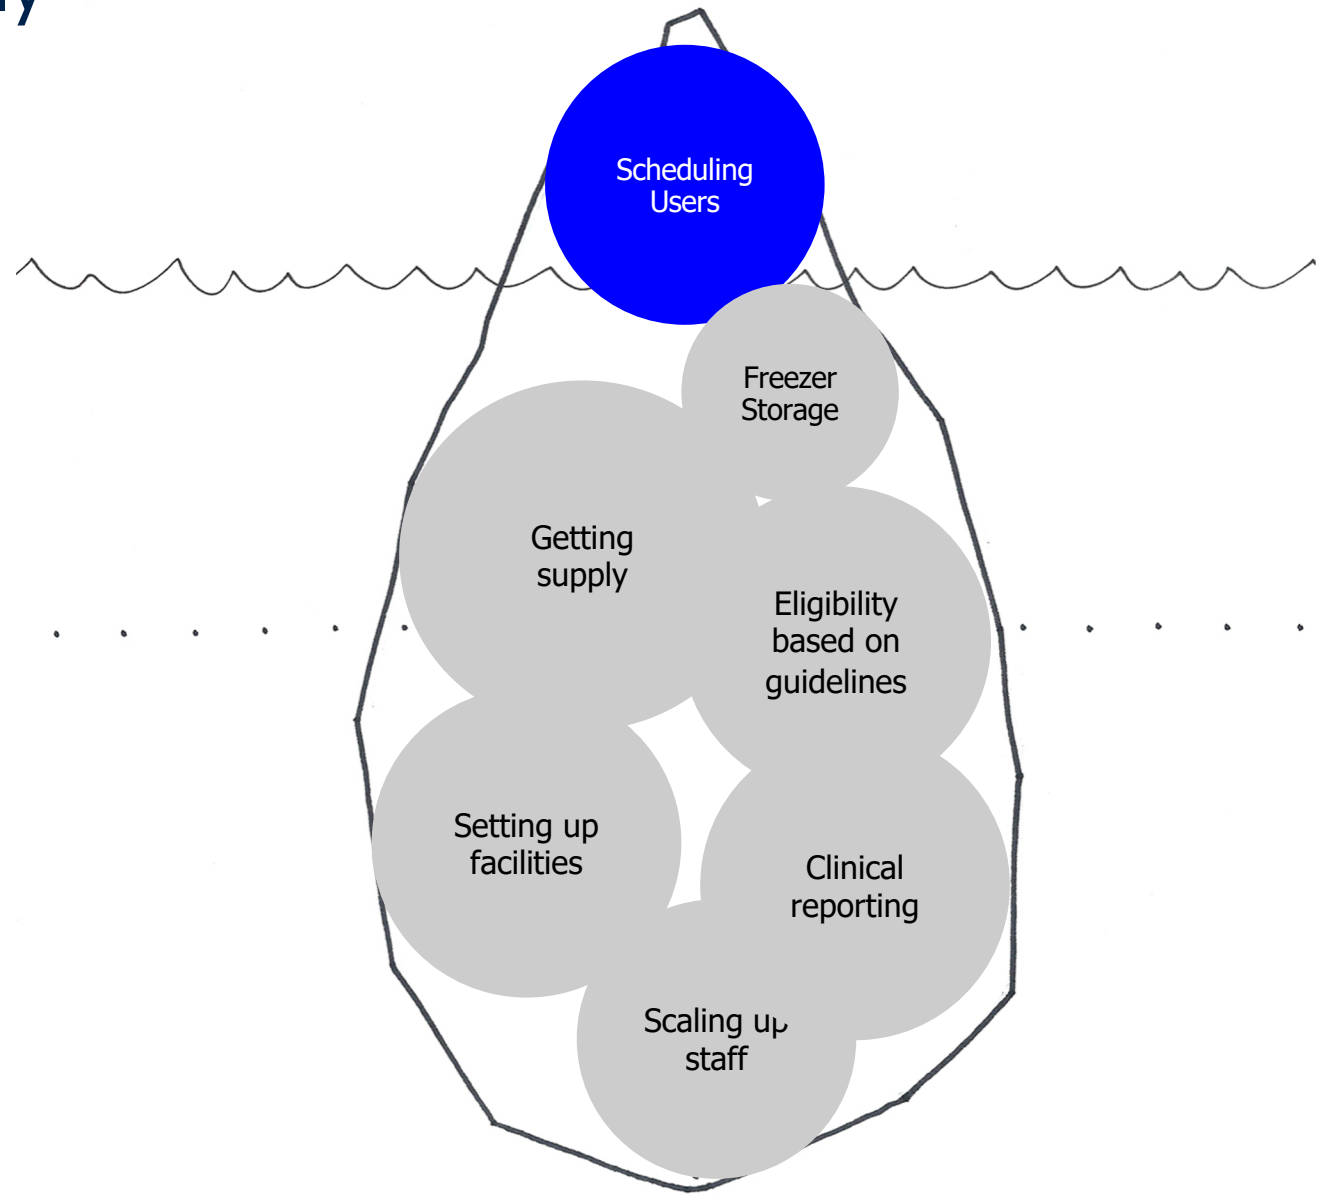 Scheduling
Users
Freezer
Storage
Getting
supply
Eligibility
based on
guidelines
Setting up
facilities
Clinical
reporting
Scaling up
staff